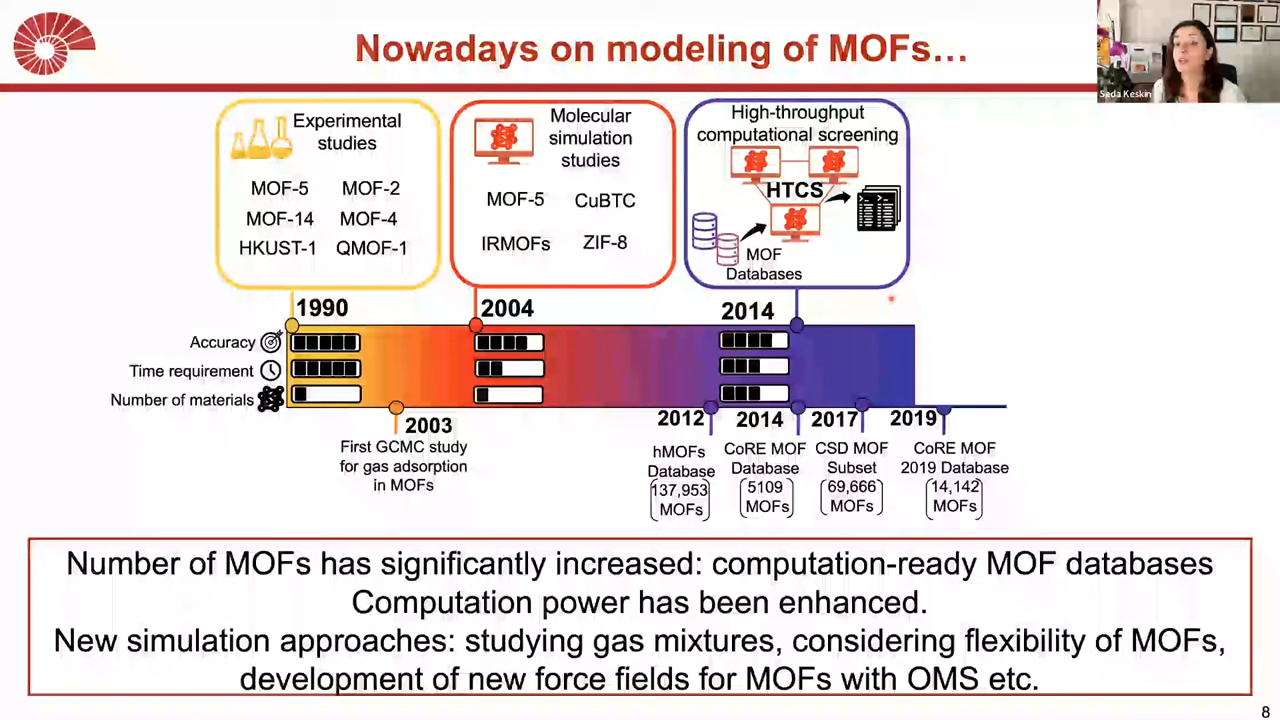 Nowadays on modeling of MOFs…
Seda Keskin
Experimental
studies
MOF-5 MOF-2
MOF-14 MOF-4
HKUST-1 QMOF-1
Molecular
simulation
studies
MOF-5 CuBTC
IRMOFs ZIF-8
High-throughput
computational screening
HTCS
MOF
Databases
1990
2004
2014
Accuracy
Time requirement
Number of materials
2003
First GCMC study
for gas adsorption
in MOFs
2012
hMOFs
Database
137,953
MOFs
2014
CoRE MOF
Database
5109
MOFs
2017
CSD MOF
Subset
69,666
MOFs
2019
CoRE MOF
2019 Database
14,142
MOFs
Number of MOFs has significantly increased: computation-ready MOF databases
Computation power has been enhanced.
New simulation approaches: studying gas mixtures, considering flexibility of MOFs,
development of new force fields for MOFs with OMS etc.
8